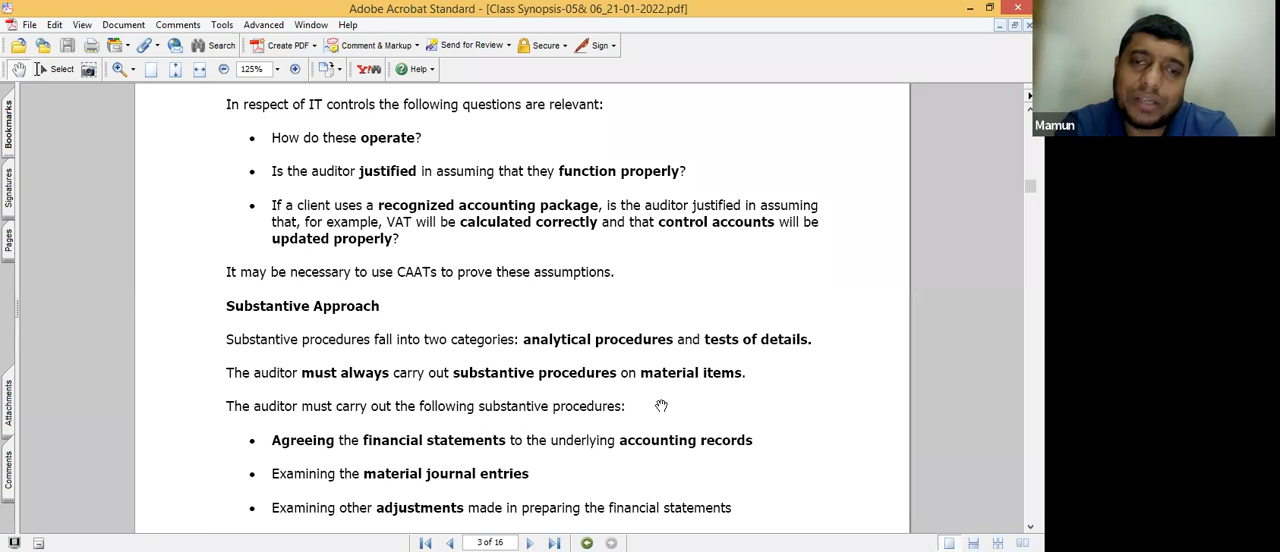 Adobe Acrobat Standard - [Class Synopsis-05& 06_21-01-2022.pdf]
File Edit View Document Comments Tools Advanced Window Help
Search Create PDF Comment & Markup Send for Review Secure Sign
Select 125% Y! Help
Bookmarks
Signatures
Pages
Attachments
Comments
In respect of IT controls the following questions are relevant:
• How do these operate?
• Is the auditor justified in assuming that they function properly?
• If a client uses a recognized accounting package, is the auditor justified in assuming
that, for example, VAT will be calculated correctly and that control accounts will be
updated properly?
It may be necessary to use CAATs to prove these assumptions.
Substantive Approach
Substantive procedures fall into two categories: analytical procedures and tests of details.
The auditor must always carry out substantive procedures on material items.
The auditor must carry out the following substantive procedures:
• Agreeing the financial statements to the underlying accounting records
• Examining the material journal entries
• Examining other adjustments made in preparing the financial statements
3 of 16
Mamun